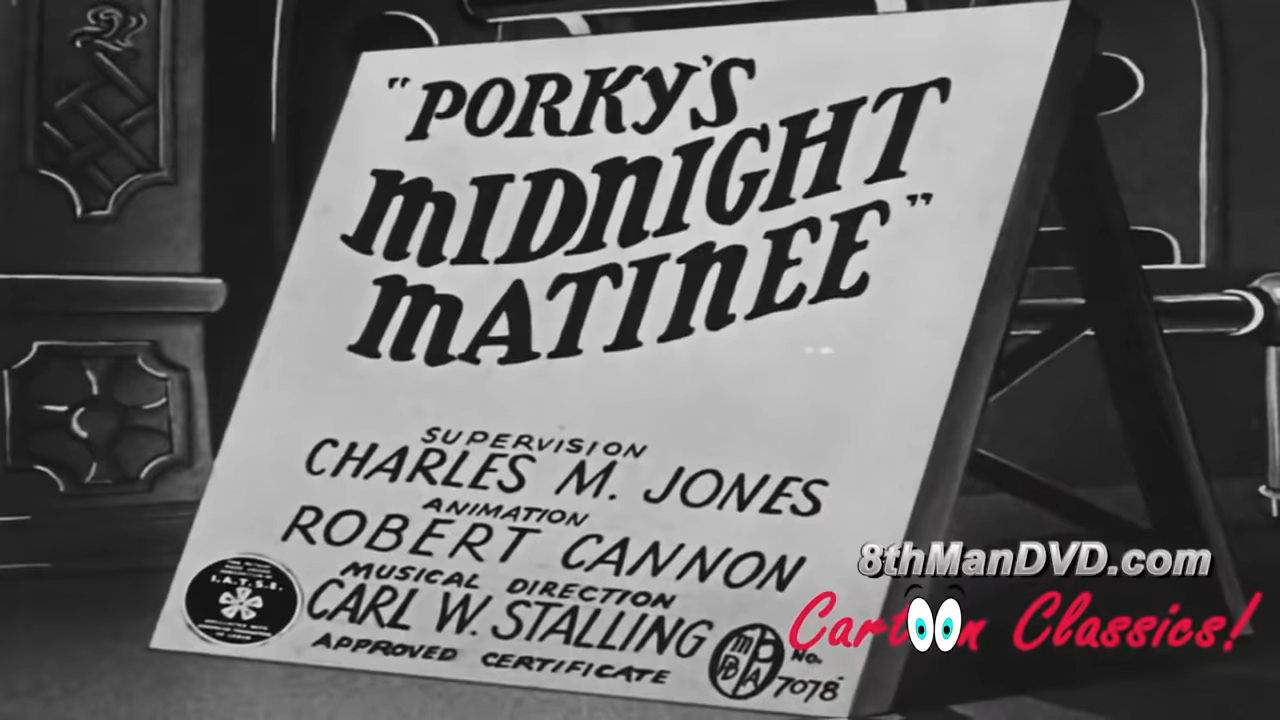 "PORKY'S
MIDNIGHT
MATINEE"
SUPERVISION
CHARLES M. JONES
ANIMATION
ROBERT CANNON
MUSICAL DIRECTION
CARL W. STALLING
APPROVED CERTIFICATE
No.
7078
I.A.T.S.E.
MPPDA
8thManDVD.com
Cartoon Classics!